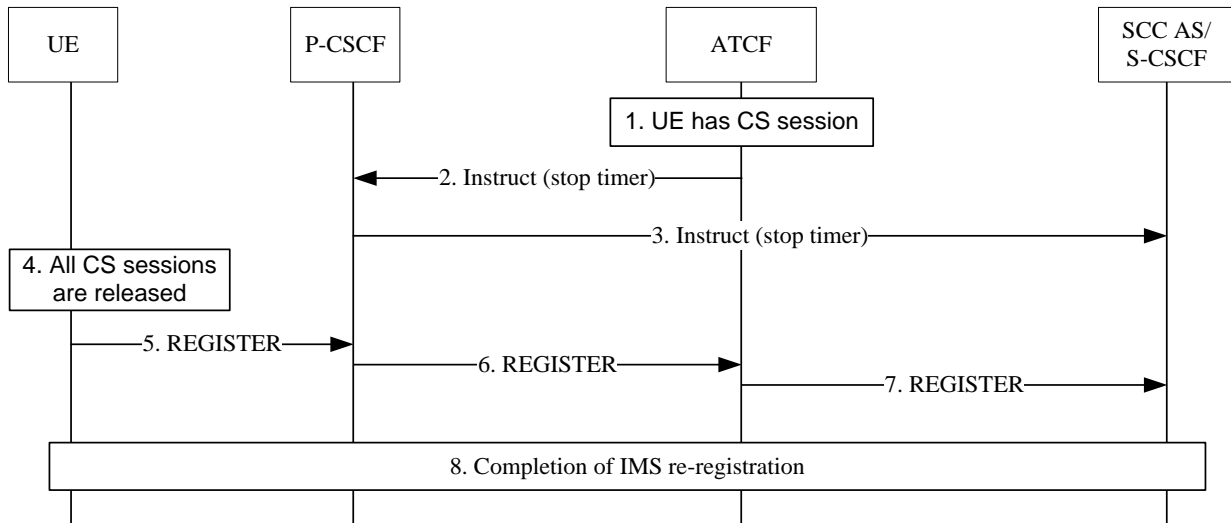 UE
P-CSCF
ATCF
SCC AS/
S-CSCF
1. UE has CS session
2. Instruct (stop timer)
3. Instruct (stop timer)
4. All CS sessions
are released
5. REGISTER
6. REGISTER
7. REGISTER
8. Completion of IMS re-registration